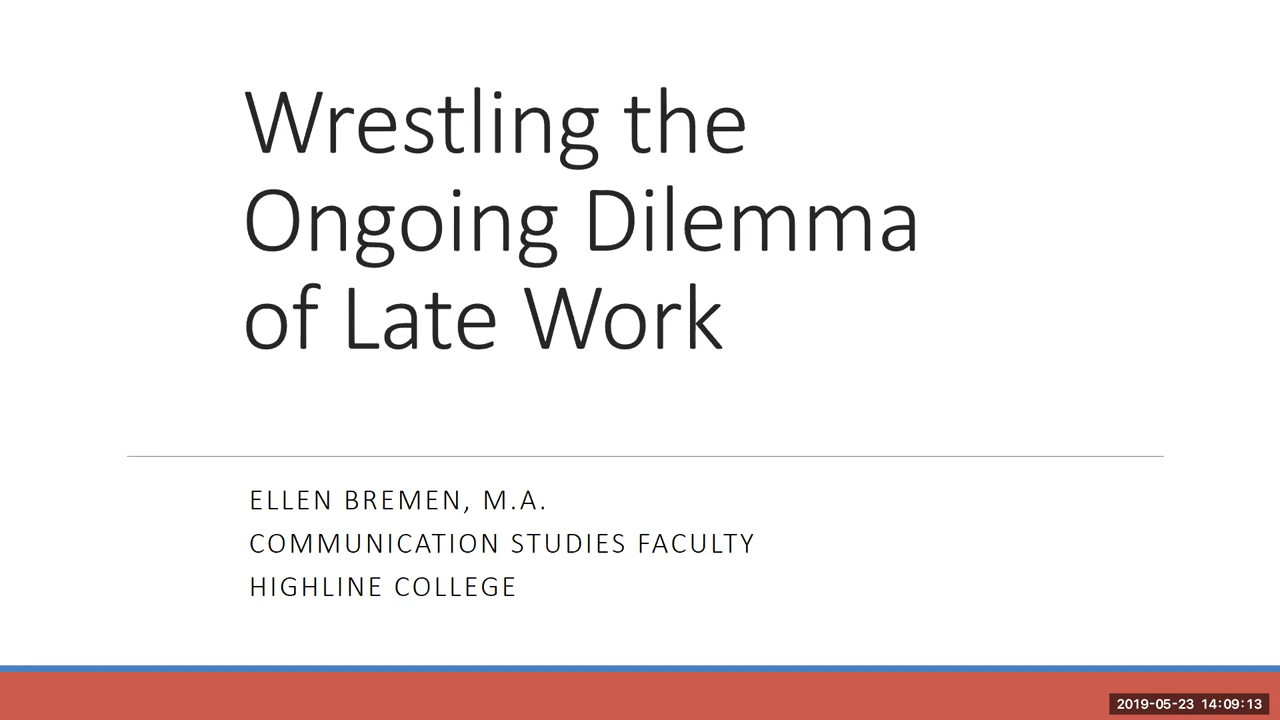 Wrestling the
Ongoing Dilemma
of Late Work
ELLEN BREMEN, M.A.
COMMUNICATION STUDIES FACULTY
HIGHLINE COLLEGE
2019-05-23 14:09:13